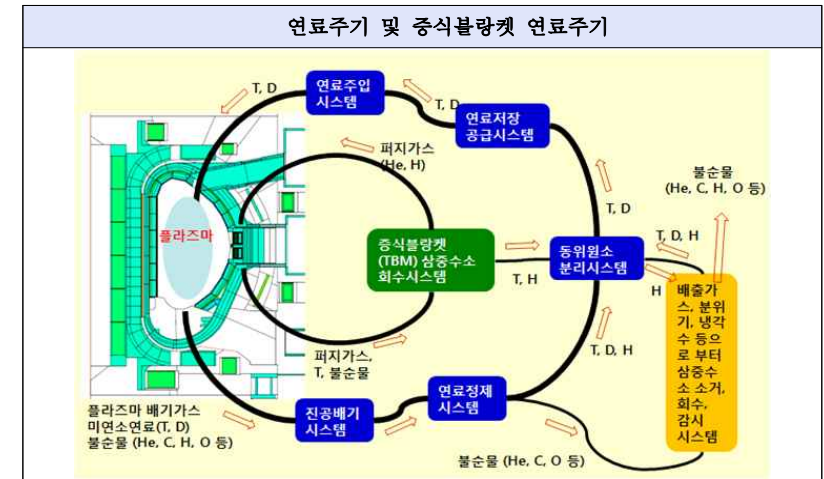 연료주기 및 증식블랑켓 연료주기
T, D
연료주입
시스템
T, D
연료저장
공급시스템
퍼지가스
(He, H)
불순물
(He, C, H, O 등)
플라즈마
T, D
증식블랑켓
(TBM) 삼중수소
회수시스템
T, H
동위원소
분리시스템
T, D, H
H
배출가
스, 분위
기, 냉각
수 등으
로 부터
삼중수
소 소거,
회수,
감시
시스템
T, D, H
퍼지가스,
T, 불순물
연료정제
시스템
진공배기
시스템
플라즈마 배기가스
미연소연료(T, D)
불순물 (He, C, H, O 등)
불순물 (He, C, O 등)